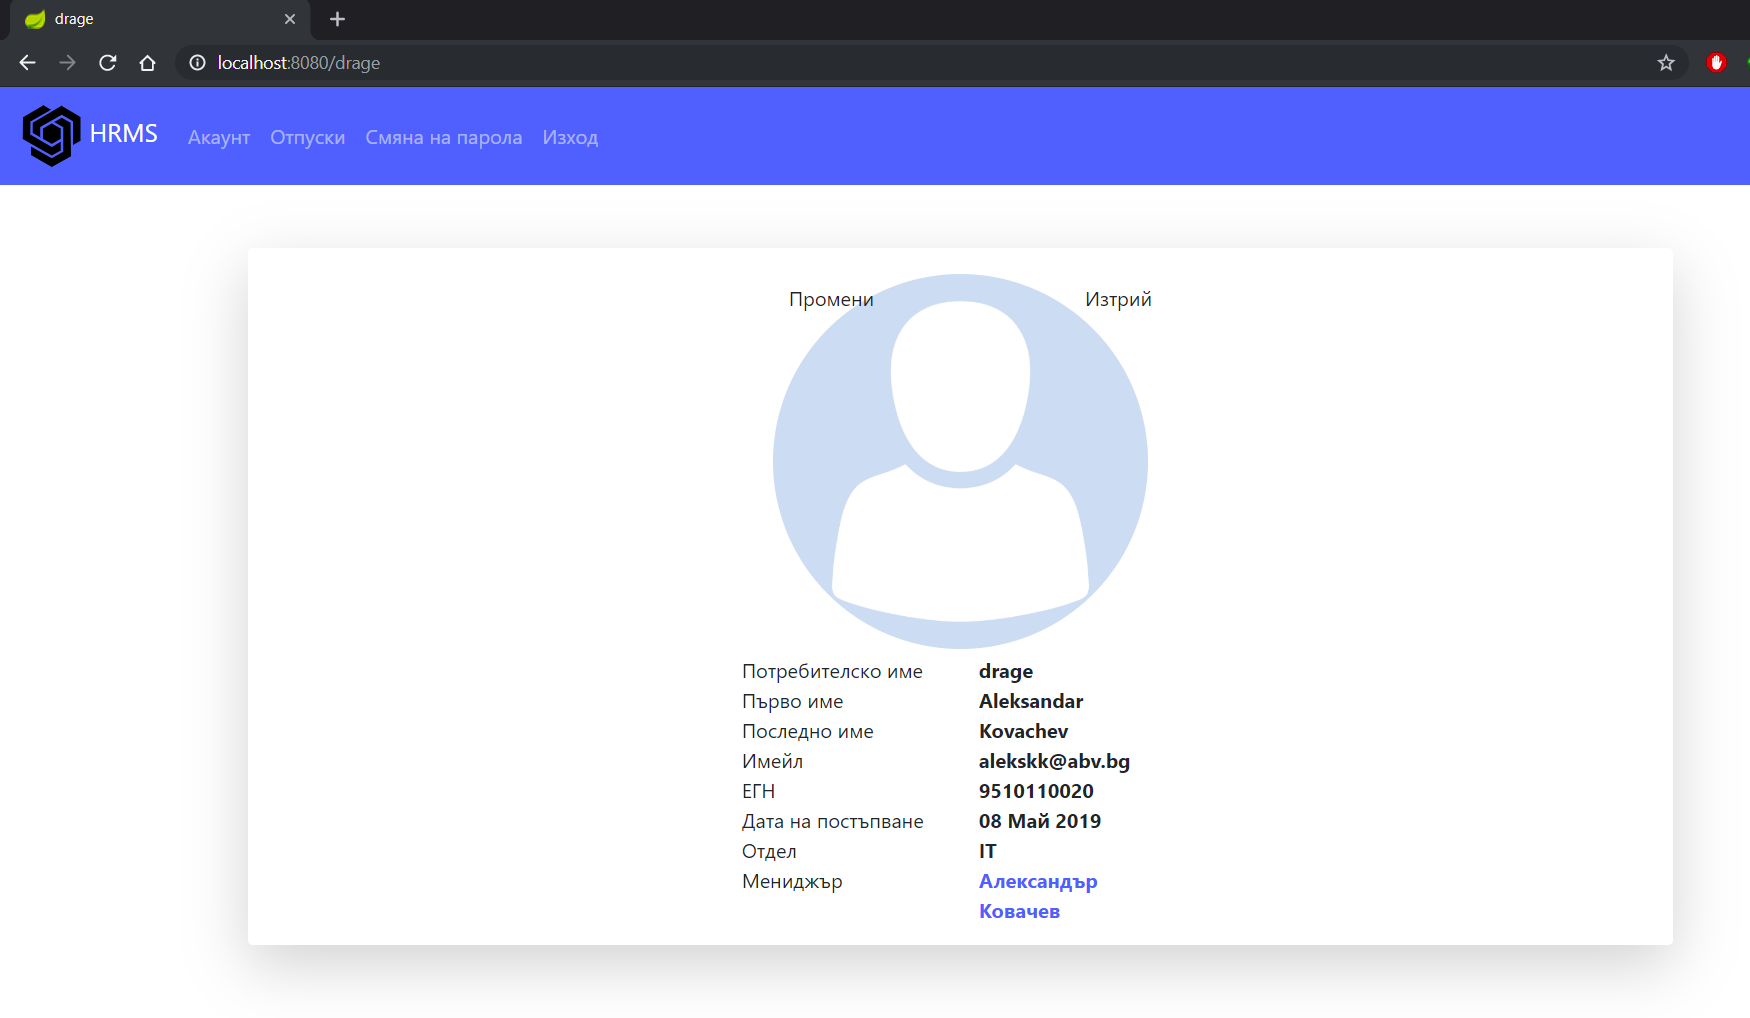 drage
localhost:8080/drage
HRMS Акаунт Отпуски Смяна на парола Изход
Промени Изтрий
Потребителско име drage
Първо име Aleksandar
Последно име Kovachev
Имейл alekskk@abv.bg
ЕГН 9510110020
Дата на постъпване 08 Май 2019
Отдел IT
Мениджър Александър
Ковачев